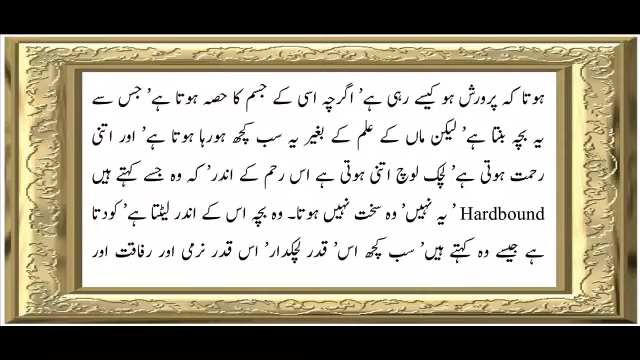 ہوتا کہ پرورش ہو کیسے رہی ہے’ اگرچہ اسی کے جسم کا حصہ ہوتا ہے’ جس سے
یہ بچہ بنتا ہے’ لیکن ماں کے علم کے بغیر یہ سب کچھ ہورہا ہوتا ہے’ اور اتنی
رحمت ہوتی ہے’ لچک لوچ اتنی ہوتی ہے اس رحم کے اندر’ کہ وہ جسے کہتے ہیں
Hardbound ’ یہ نہیں’ وہ سخت نہیں ہوتا۔ وہ بچہ اس کے اندر لیٹتا ہے’ کودتا
ہے جیسے وہ کہتے ہیں’ سب کچھ اس’ قدر لچکدار’ اس قدر نرمی اور رفاقت اور